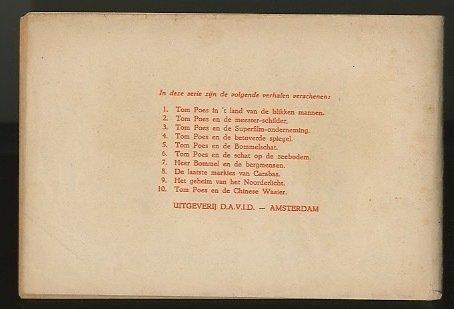 In deze serie zijn de volgende verhalen verschenen:
1. Tom Poes in 't land van de blikken mannen.
2. Tom Poes en de meester-schilder.
3. Tom Poes en de Superfilm-onderneming.
4. Tom Poes en de betoverde spiegel.
5. Tom Poes en de Bommelschat.
6. Tom Poes en de schat op de zeebodem.
7. Heer Bommel en de bergmensen.
8. De laatste markies van Carabas.
9. Het geheim van het Noorderlicht.
10. Tom Poes en de Chinese Waaier.
UITGEVERIJ D.A.V.I.D. — AMSTERDAM